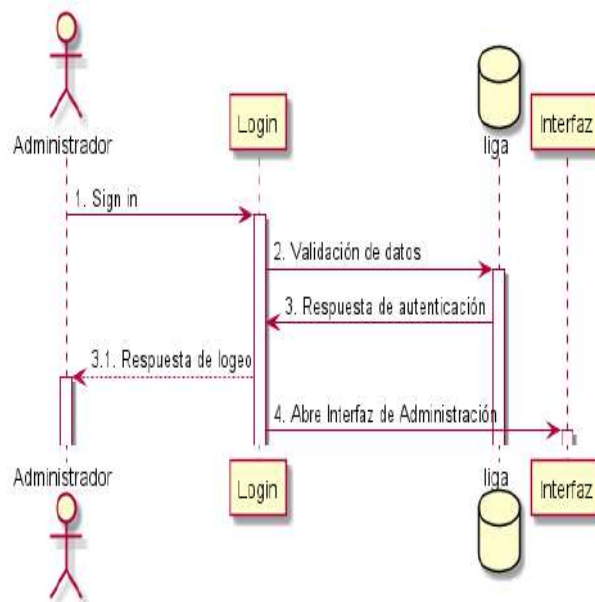 Administrador
Login
liga
Interfaz
1. Sign in
2. Validación de datos
3. Respuesta de autenticación
3.1. Respuesta de logeo
4. Abre Interfaz de Administración
Administrador
Login
liga
Interfaz